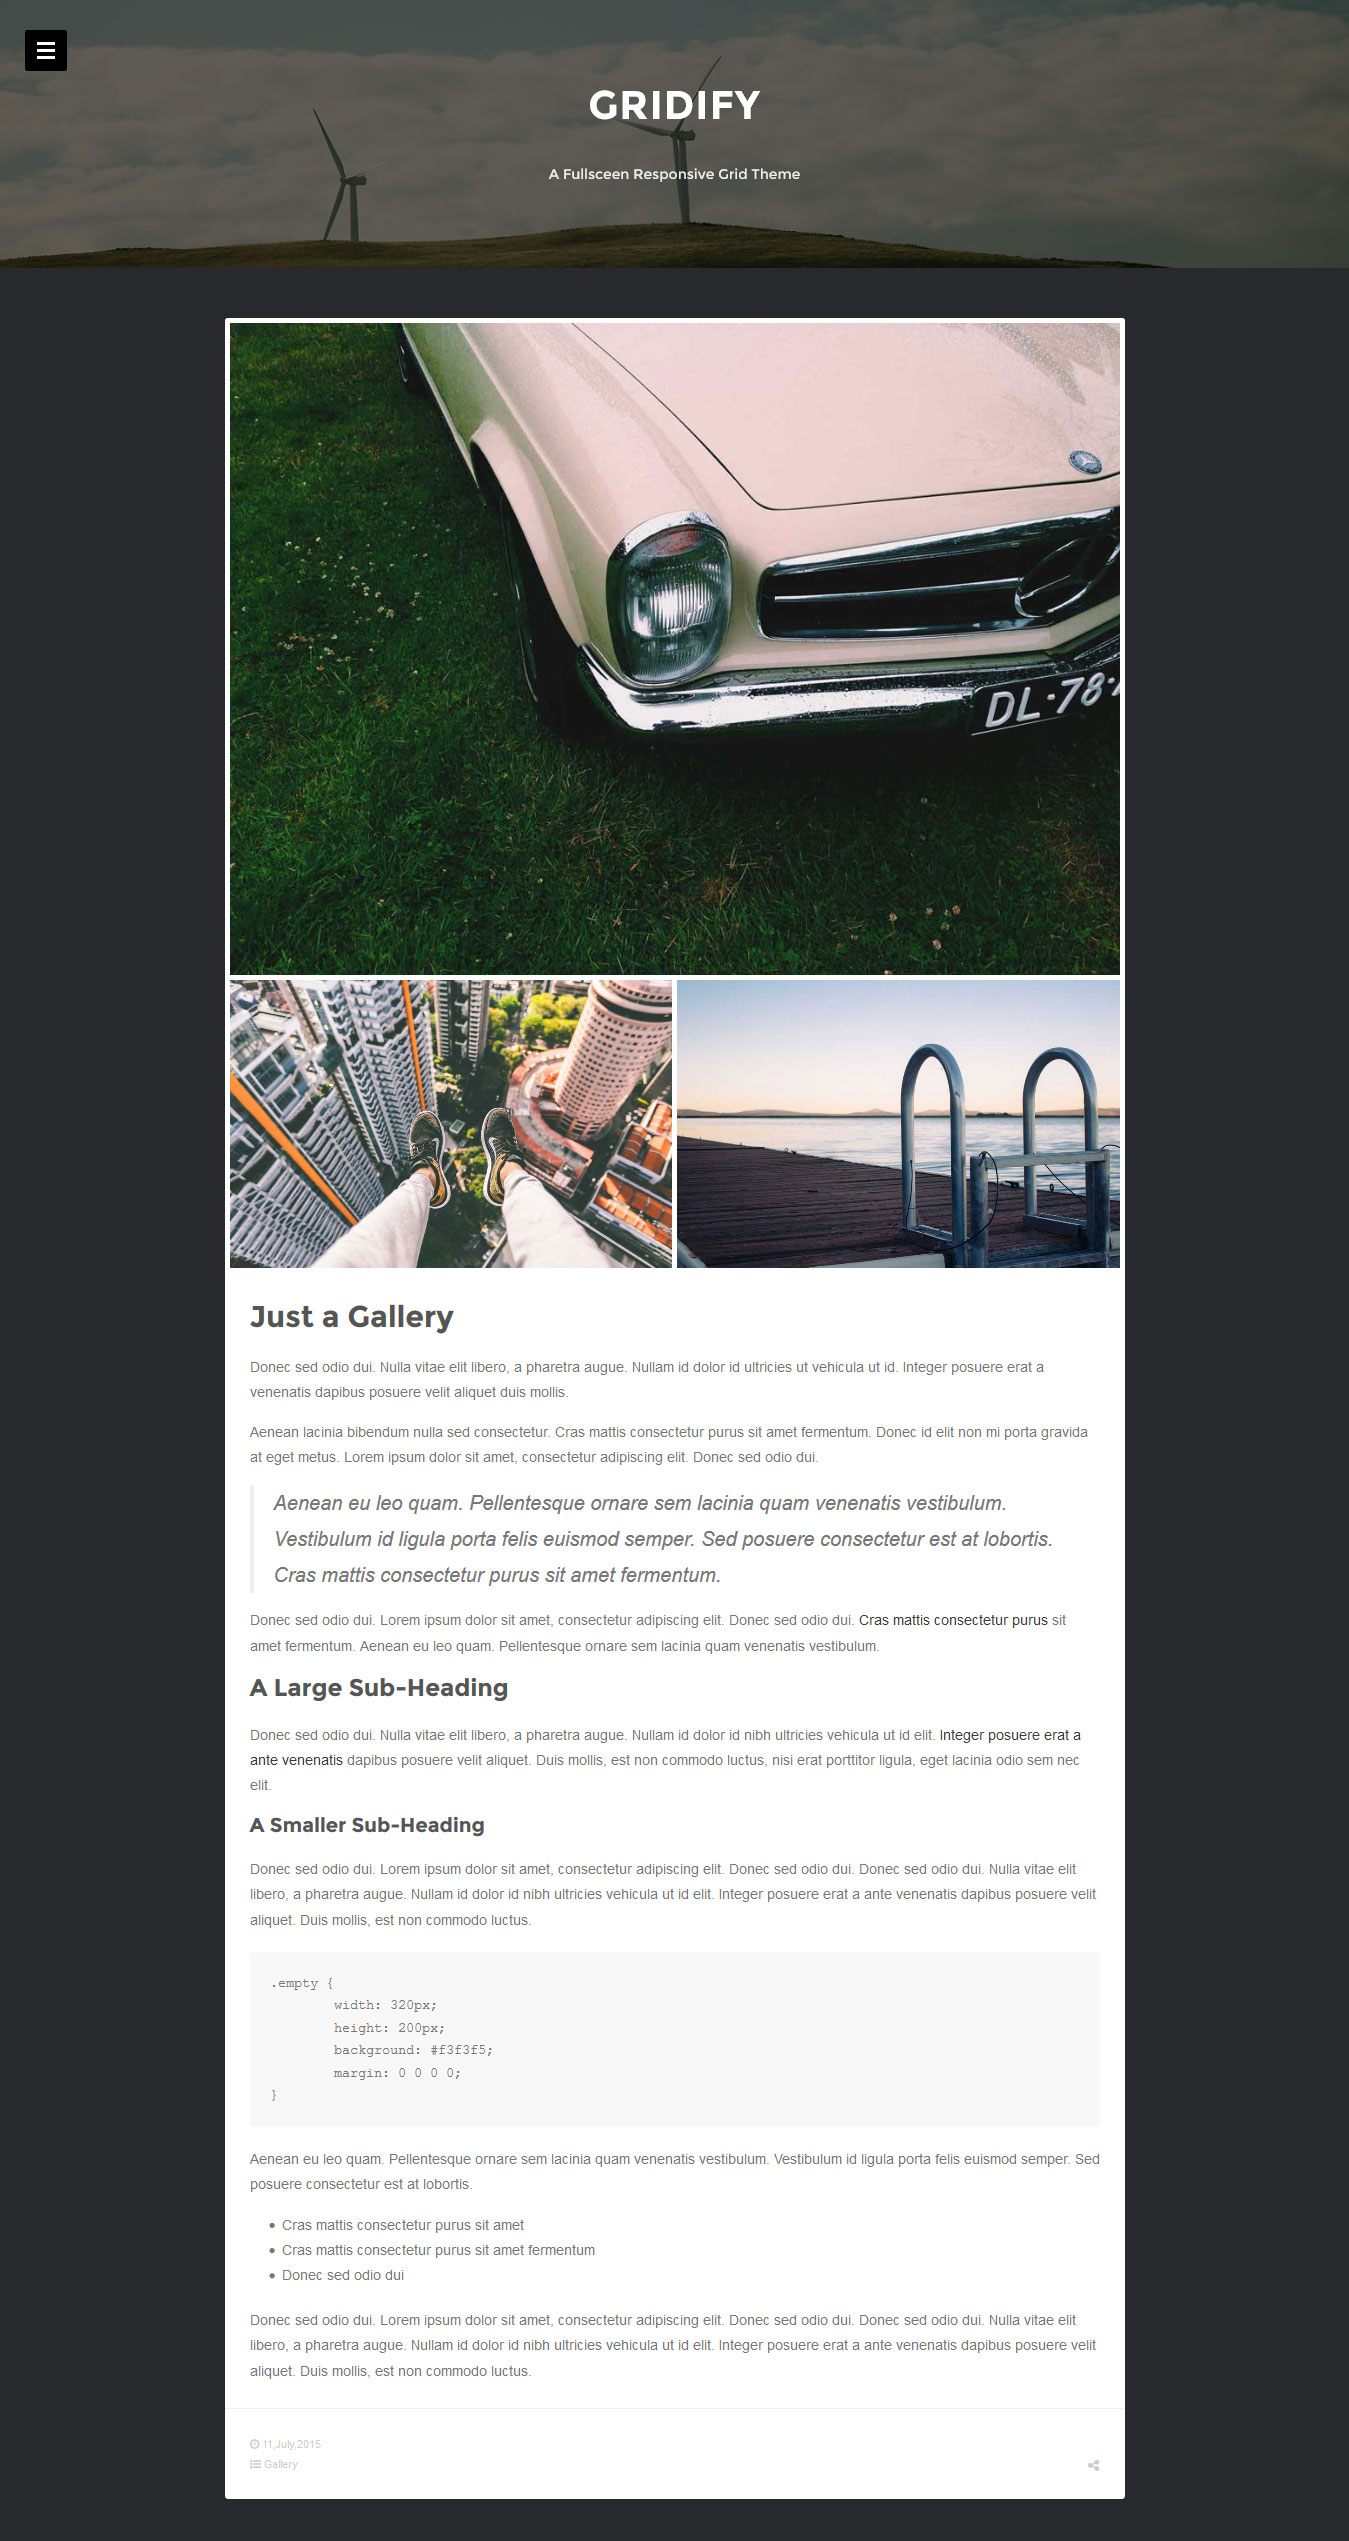 GRIDIFY
A Fullsceen Responsive Grid Theme
DL-78-
Just a Gallery
Donec sed odio dui. Nulla vitae elit libero, a pharetra augue. Nullam id dolor id ultricies ut vehicula ut id. Integer posuere erat a
venenatis dapibus posuere velit aliquet duis mollis.
Aenean lacinia bibendum nulla sed consectetur. Cras mattis consectetur purus sit amet fermentum. Donec id elit non mi porta gravida
at eget metus. Lorem ipsum dolor sit amet, consectetur adipiscing elit. Donec sed odio dui.
Aenean eu leo quam. Pellentesque ornare sem lacinia quam venenatis vestibulum.
Vestibulum id ligula porta felis euismod semper. Sed posuere consectetur est at lobortis.
Cras mattis consectetur purus sit amet fermentum.
Donec sed odio dui. Lorem ipsum dolor sit amet, consectetur adipiscing elit. Donec sed odio dui. Cras mattis consectetur purus sit
amet fermentum. Aenean eu leo quam. Pellentesque ornare sem lacinia quam venenatis vestibulum.
A Large Sub-Heading
Donec sed odio dui. Nulla vitae elit libero, a pharetra augue. Nullam id dolor id nibh ultricies vehicula ut id elit. Integer posuere erat a
ante venenatis dapibus posuere velit aliquet. Duis mollis, est non commodo luctus, nisi erat porttitor ligula, eget lacinia odio sem nec
elit.
A Smaller Sub-Heading
Donec sed odio dui. Lorem ipsum dolor sit amet, consectetur adipiscing elit. Donec sed odio dui. Donec sed odio dui. Nulla vitae elit
libero, a pharetra augue. Nullam id dolor id nibh ultricies vehicula ut id elit. Integer posuere erat a ante venenatis dapibus posuere velit
aliquet. Duis mollis, est non commodo luctus.
.empty {
width: 320px;
height: 200px;
background: #f3f3f5;
margin: 0 0 0 0;
}
Aenean eu leo quam. Pellentesque ornare sem lacinia quam venenatis vestibulum. Vestibulum id ligula porta felis euismod semper. Sed
posuere consectetur est at lobortis.
• Cras mattis consectetur purus sit amet
• Cras mattis consectetur purus sit amet fermentum
• Donec sed odio dui
Donec sed odio dui. Lorem ipsum dolor sit amet, consectetur adipiscing elit. Donec sed odio dui. Donec sed odio dui. Nulla vitae elit
libero, a pharetra augue. Nullam id dolor id nibh ultricies vehicula ut id elit. Integer posuere erat a ante venenatis dapibus posuere velit
aliquet. Duis mollis, est non commodo luctus.
11,July,2015
Gallery